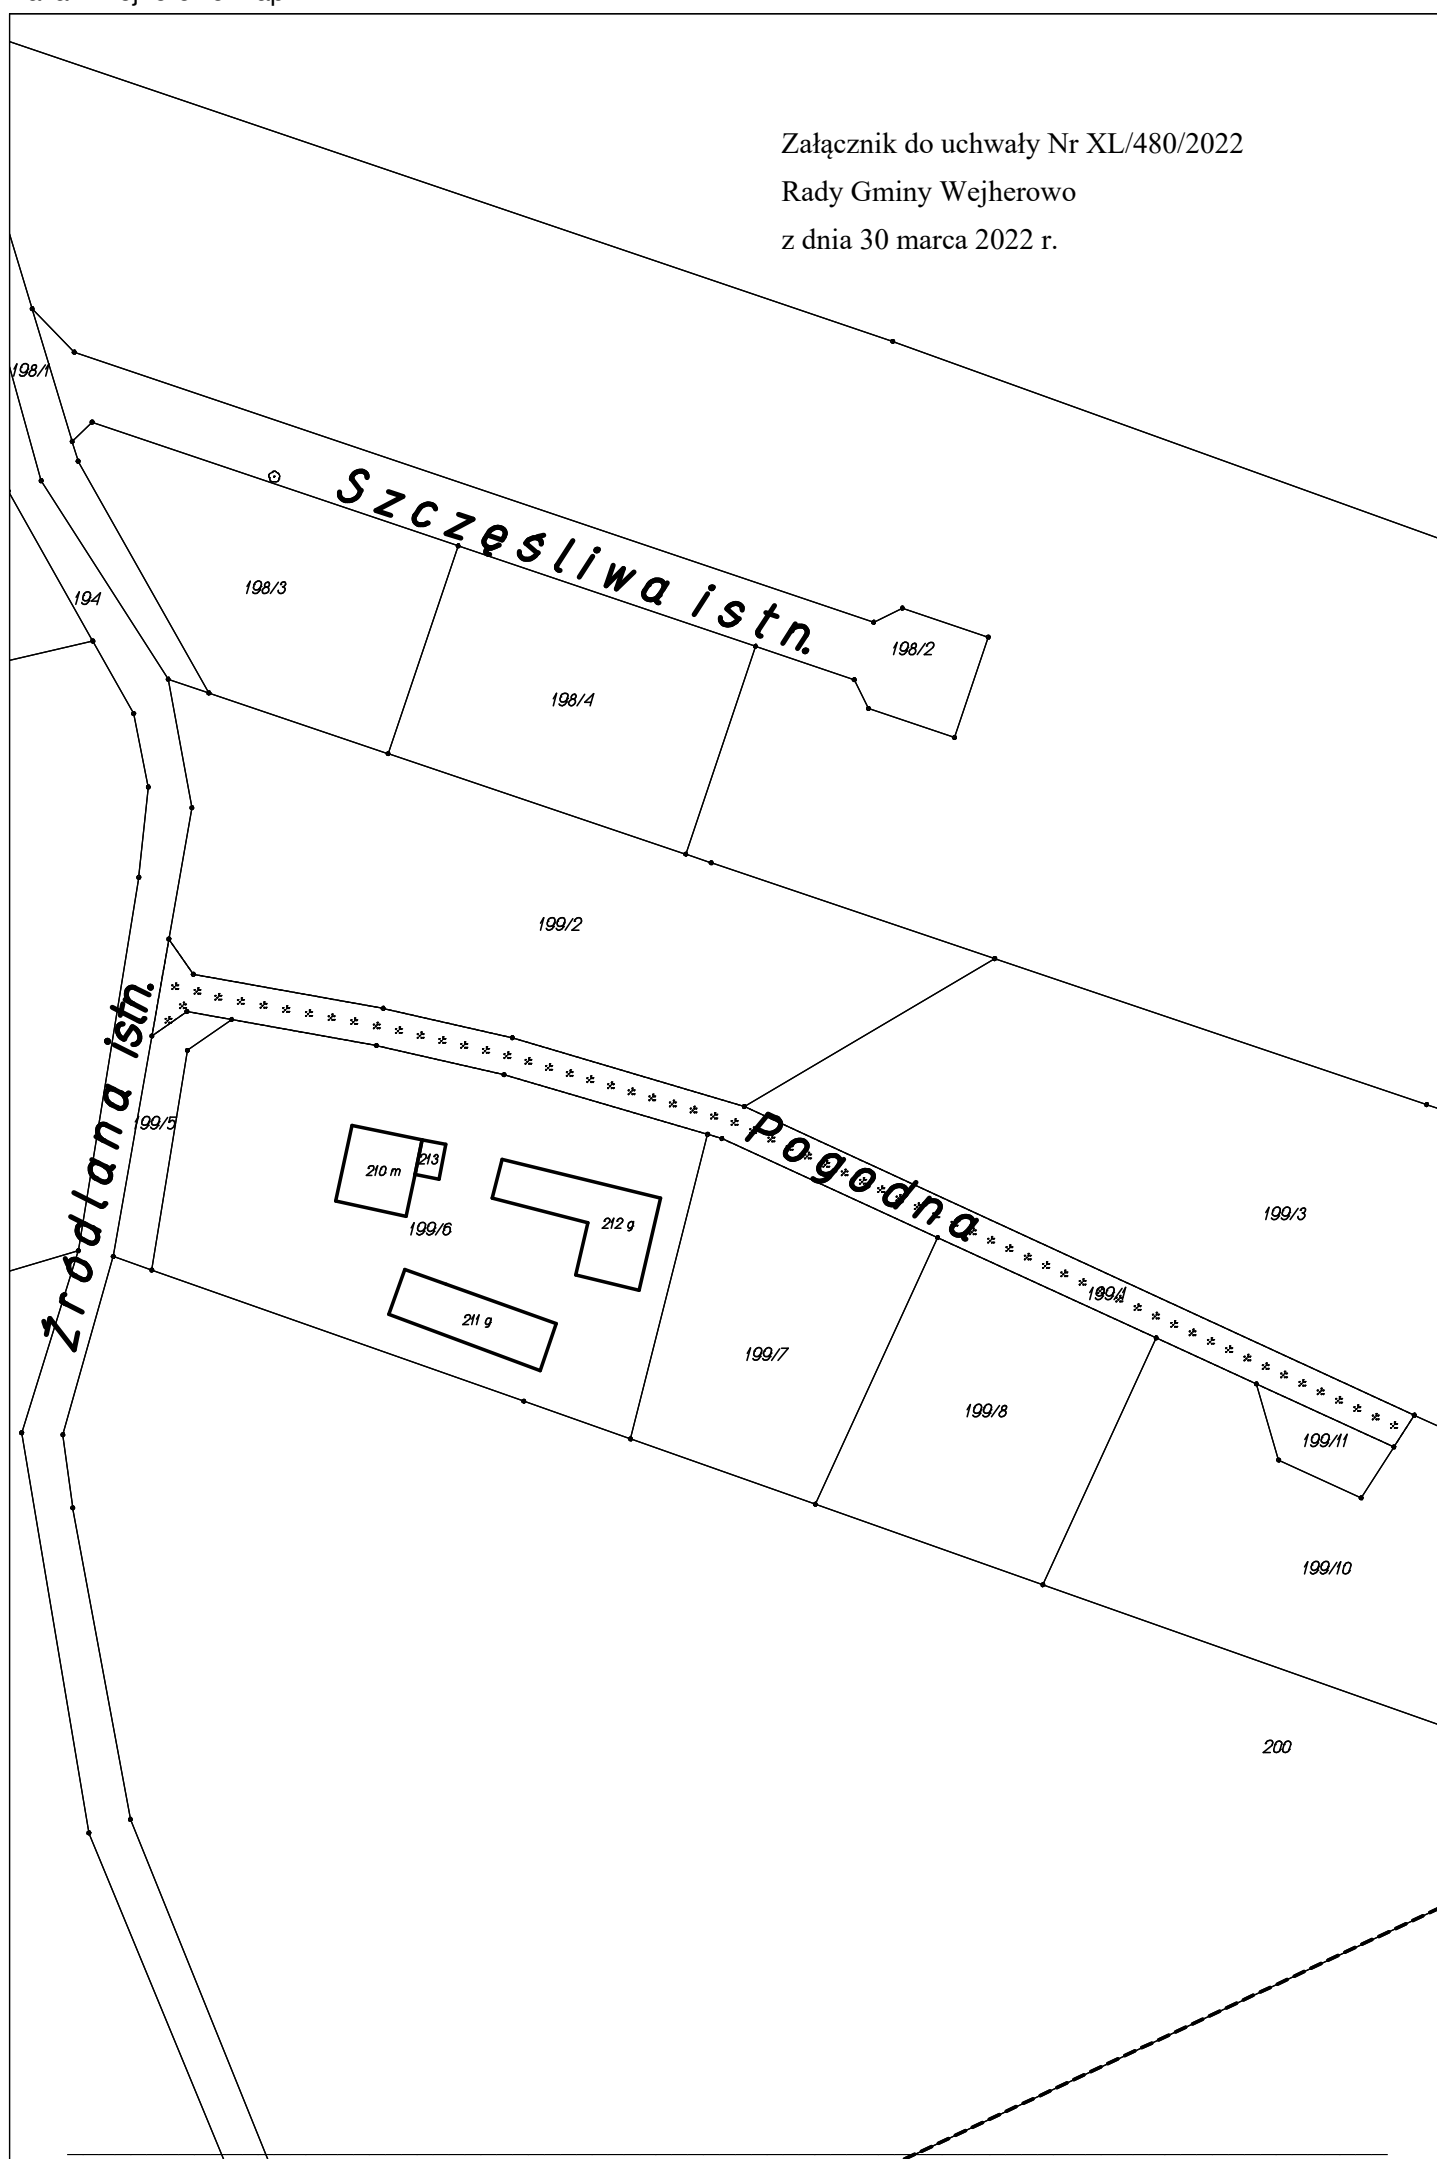 Załącznik do uchwały Nr XL/480/2022
Rady Gminy Wejherowo
z dnia 30 marca 2022 r.
198/1
Szczęśliwa istn.
194
198/3
198/2
198/4
199/2
Źródlana istn.
199/5
Pogodna
210 m
213
212 g
199/6
199/3
199/1
211 g
199/7
199/8
199/11
199/10
200